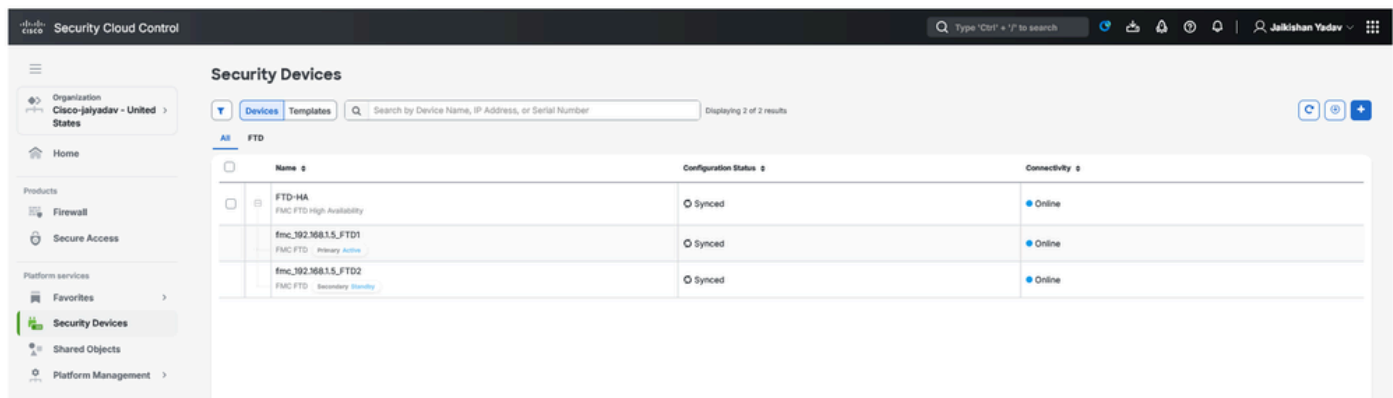 CISCO Security Cloud Control
Type 'Ctrl' + '/' to search
Jaikishan Yadav
Organization
Cisco-jaiyadav - United
States
Home
Products
Firewall
Secure Access
Platform services
Favorites
Security Devices
Shared Objects
Platform Management
Security Devices
Devices Templates Search by Device Name, IP Address, or Serial Number Displaying 2 of 2 results
All FTD
Name Configuration Status Connectivity
FTD-HA
FMC FTD High Availability
Synced Online
fmc_192.168.1.5_FTD1
FMC FTD Primary Active
Synced Online
fmc_192.168.1.5_FTD2
FMC FTD Secondary Standby
Synced Online